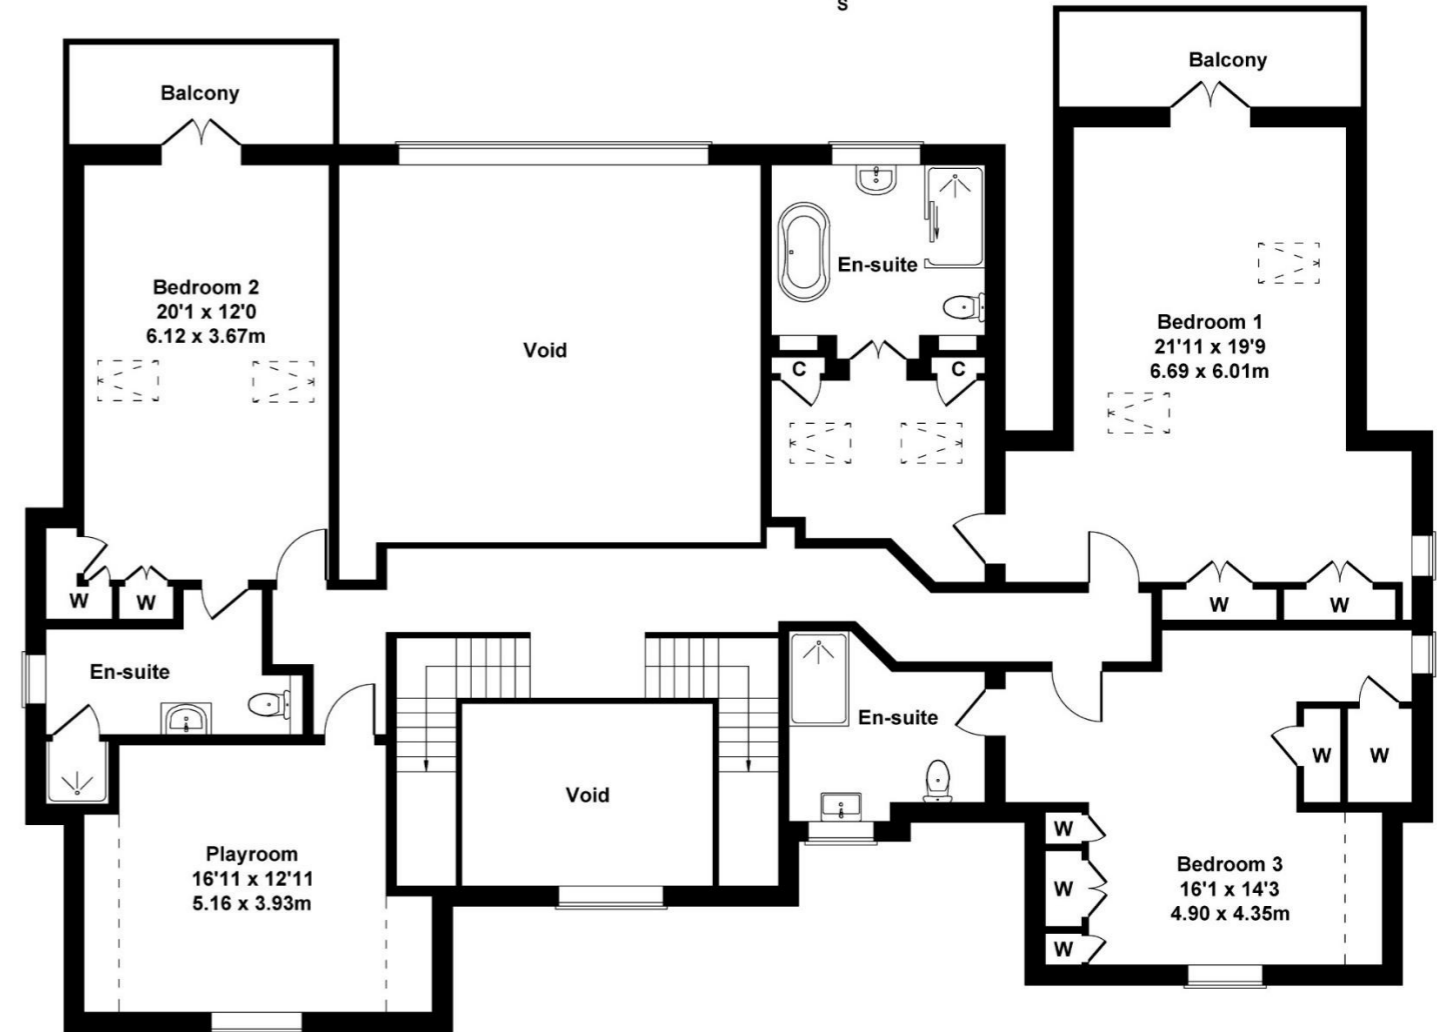 S
Balcony
Balcony
Bedroom 2
20'1 x 12'0
6.12 x 3.67m
Void
En-suite
C
C
Bedroom 1
21'11 x 19'9
6.69 x 6.01m
W
W
W
W
En-suite
En-suite
W
W
Void
Playroom
16'11 x 12'11
5.16 x 3.93m
W
W
W
Bedroom 3
16'1 x 14'3
4.90 x 4.35m